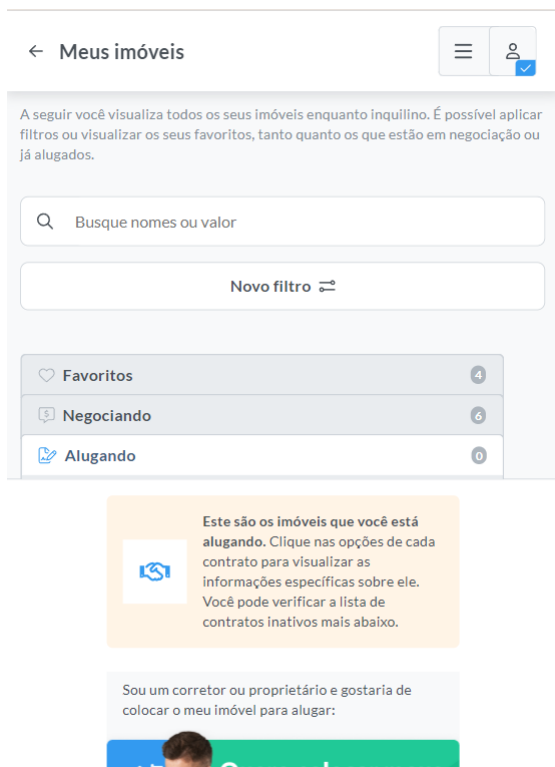 Meus imóveis
A seguir você visualiza todos os seus imóveis enquanto inquilino. É possível aplicar
filtros ou visualizar os seus favoritos, tanto quanto os que estão em negociação ou
já alugados.
Busque nomes ou valor
Novo filtro
Favoritos 4
Negociando 6
Alugando 0
Este são os imóveis que você está
alugando. Clique nas opções de cada
contrato para visualizar as
informações específicas sobre ele.
Você pode verificar a lista de
contratos inativos mais abaixo.
Sou um corretor ou proprietário e gostaria de
colocar o meu imóvel para alugar: